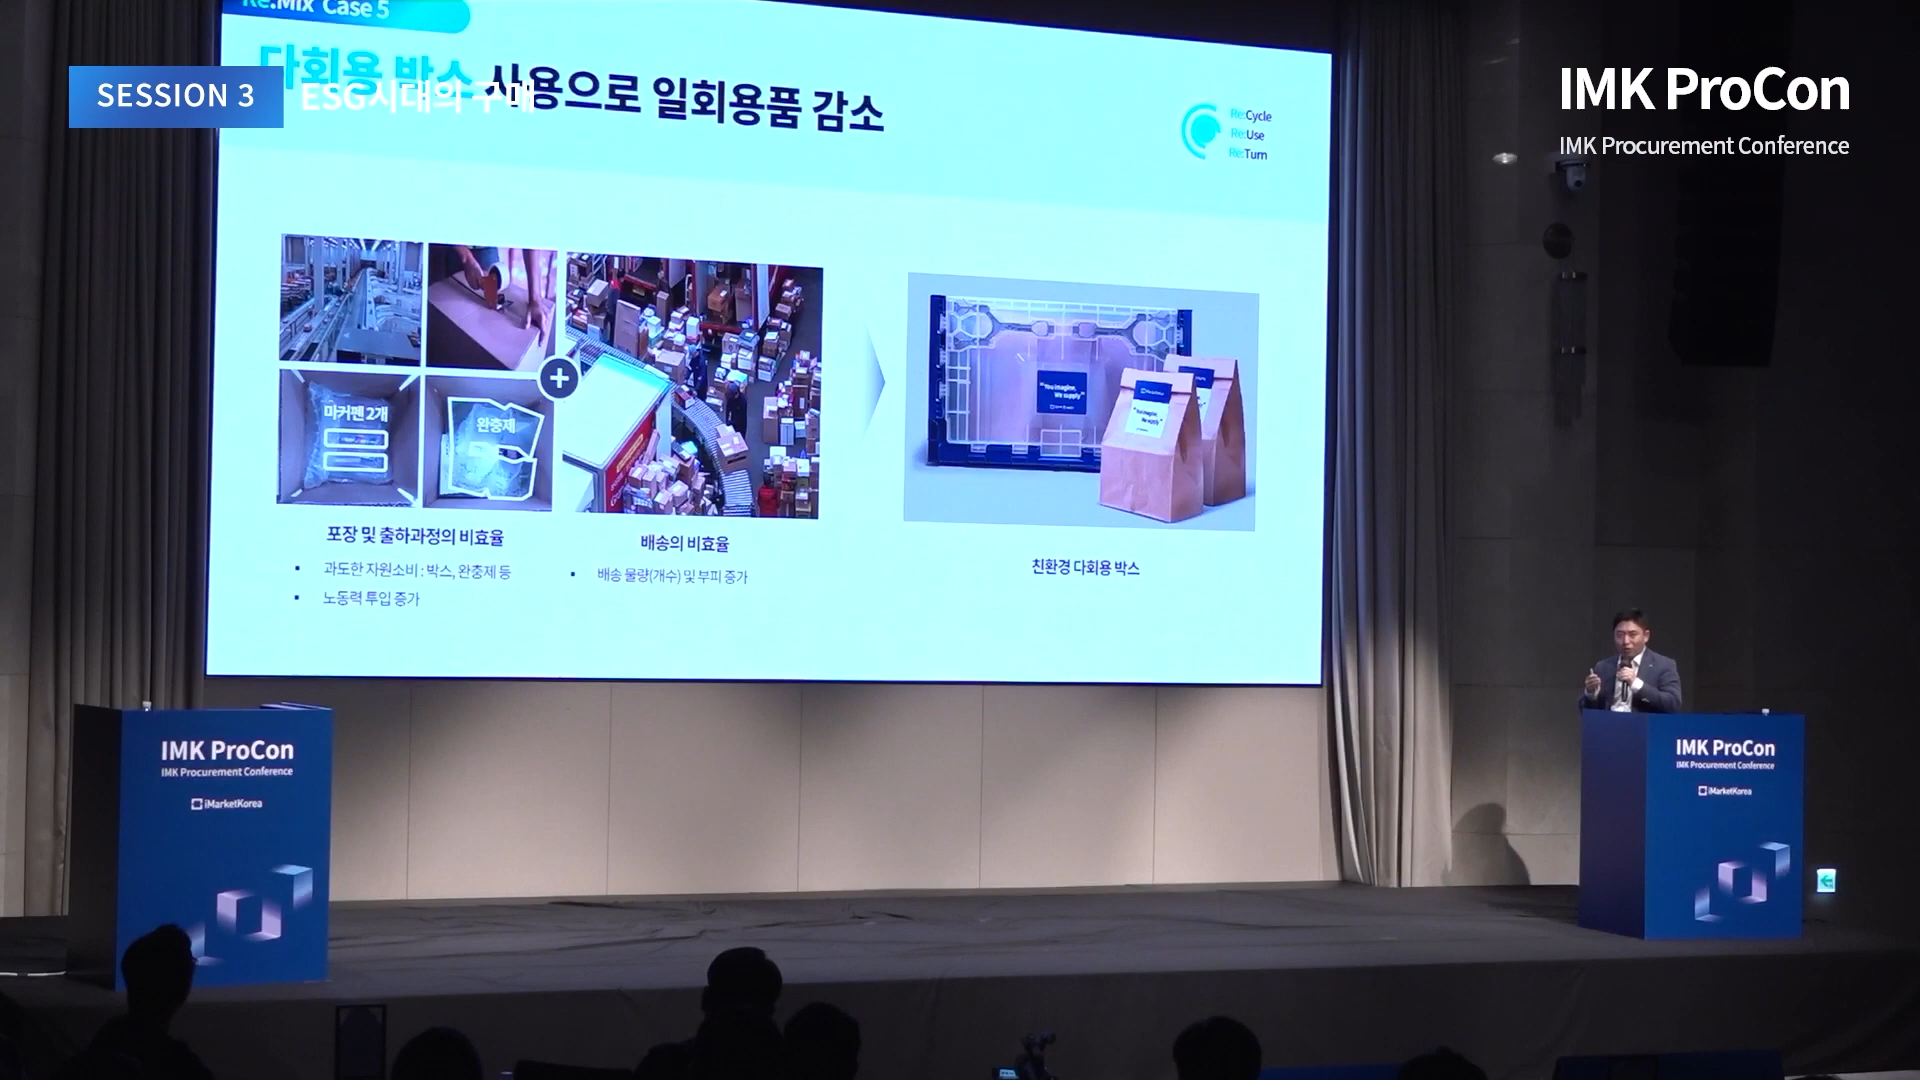 Re:Mix Case 5
다회용 박스 사용으로 일회용품 감소
SESSION 3
ESG시대의 구매
Re:Cycle
Re:Use
Re:Turn
IMK ProCon
IMK Procurement Conference
마커펜 2개
완충제
"You imagine,
We supply"
포장 및 출하과정의 비효율
▪ 과도한 자원소비 : 박스, 완충제 등
▪ 노동력 투입 증가
배송의 비효율
▪ 배송 물량(개수) 및 부피 증가
친환경 다회용 박스
IMK ProCon
IMK Procurement Conference
iMarketKorea
IMK ProCon
IMK Procurement Conference
iMarketKorea